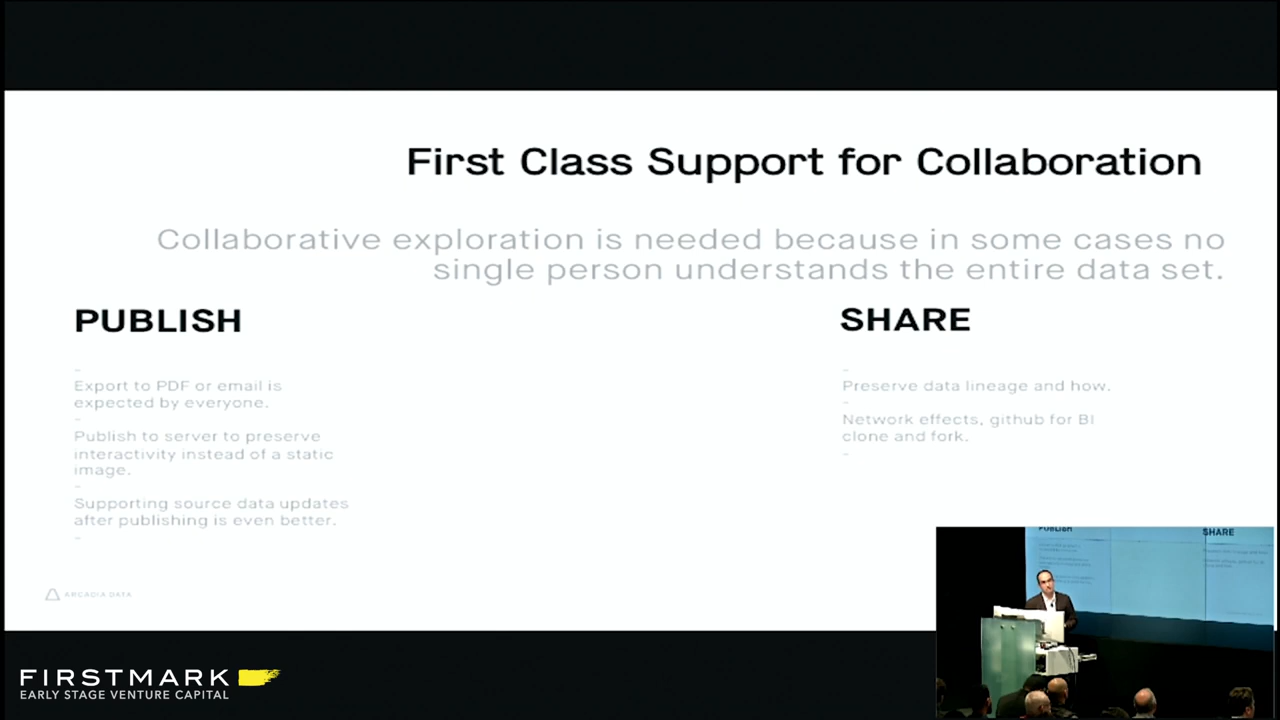 First Class Support for Collaboration
Collaborative exploration is needed because in some cases no
single person understands the entire data set.
PUBLISH
–
Export to PDF or email is
expected by everyone.
–
Publish to server to preserve
interactivity instead of a static
image.
–
Supporting source data updates
after publishing is even better.
–
SHARE
–
Preserve data lineage and how.
–
Network effects, github for BI
clone and fork.
–
ARCADIA DATA
PUBLISH
SHARE
FIRSTMARK
EARLY STAGE VENTURE CAPITAL